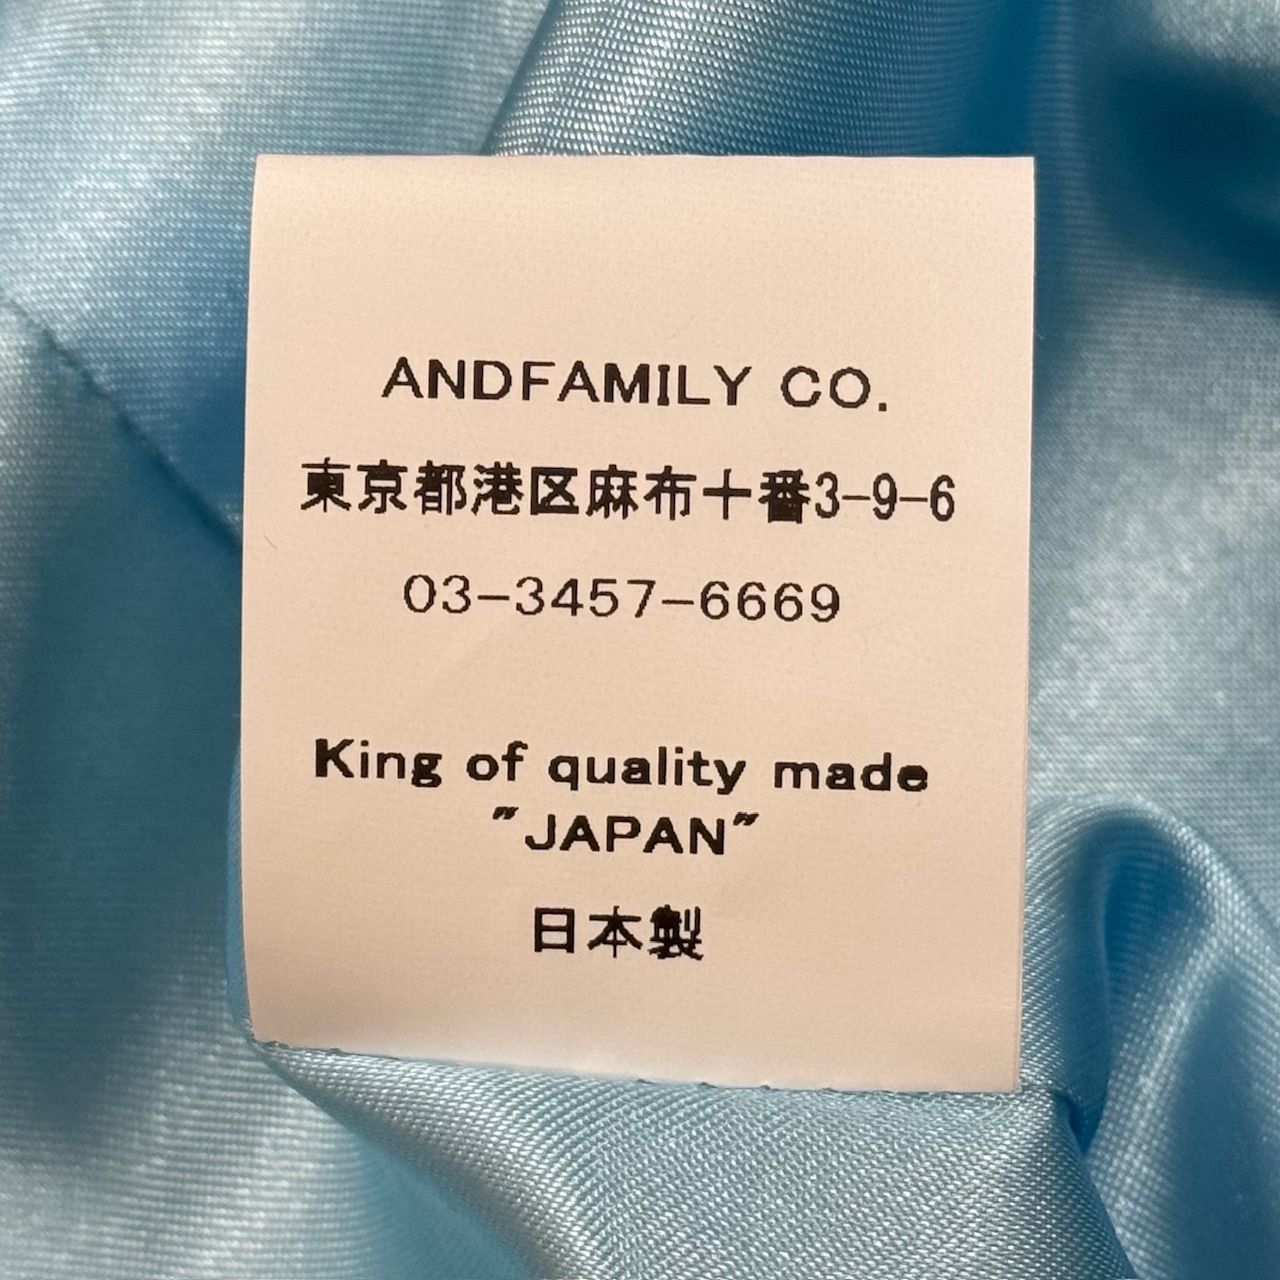 ANDFAMILY CO.
東京都港区麻布十番3-9-6
03-3457-6669
King of quality made
"JAPAN"
日本製